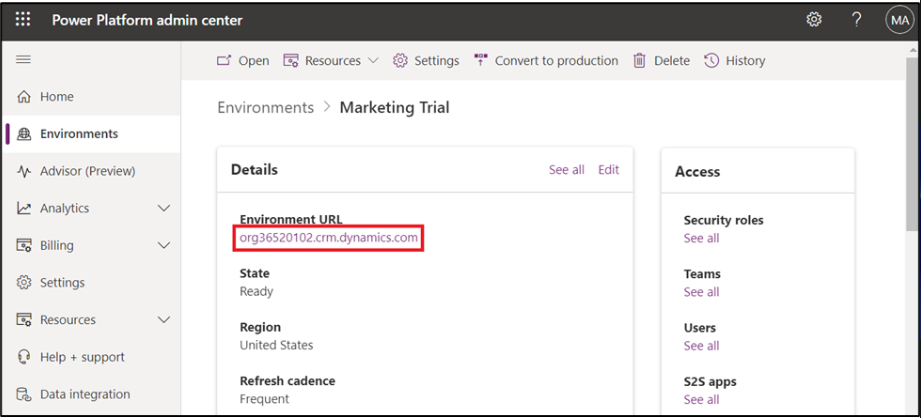 Power Platform admin center
? MA
Open Resources Settings Convert to production Delete History
Home
Environments
Advisor (Preview)
Analytics
Billing
Settings
Resources
Help + support
Data integration
Environments > Marketing Trial
Details See all Edit
Environment URL
org36520102.crm.dynamics.com
State
Ready
Region
United States
Refresh cadence
Frequent
Access
Security roles
See all
Teams
See all
Users
See all
S2S apps
See all